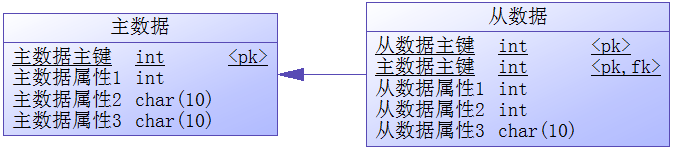 主数据
主数据主键 int <pk>
主数据属性1 int
主数据属性2 char(10)
主数据属性3 char(10)
从数据
从数据主键 int <pk>
主数据主键 int <pk,fk>
从数据属性1 int
从数据属性2 int
从数据属性3 char(10)